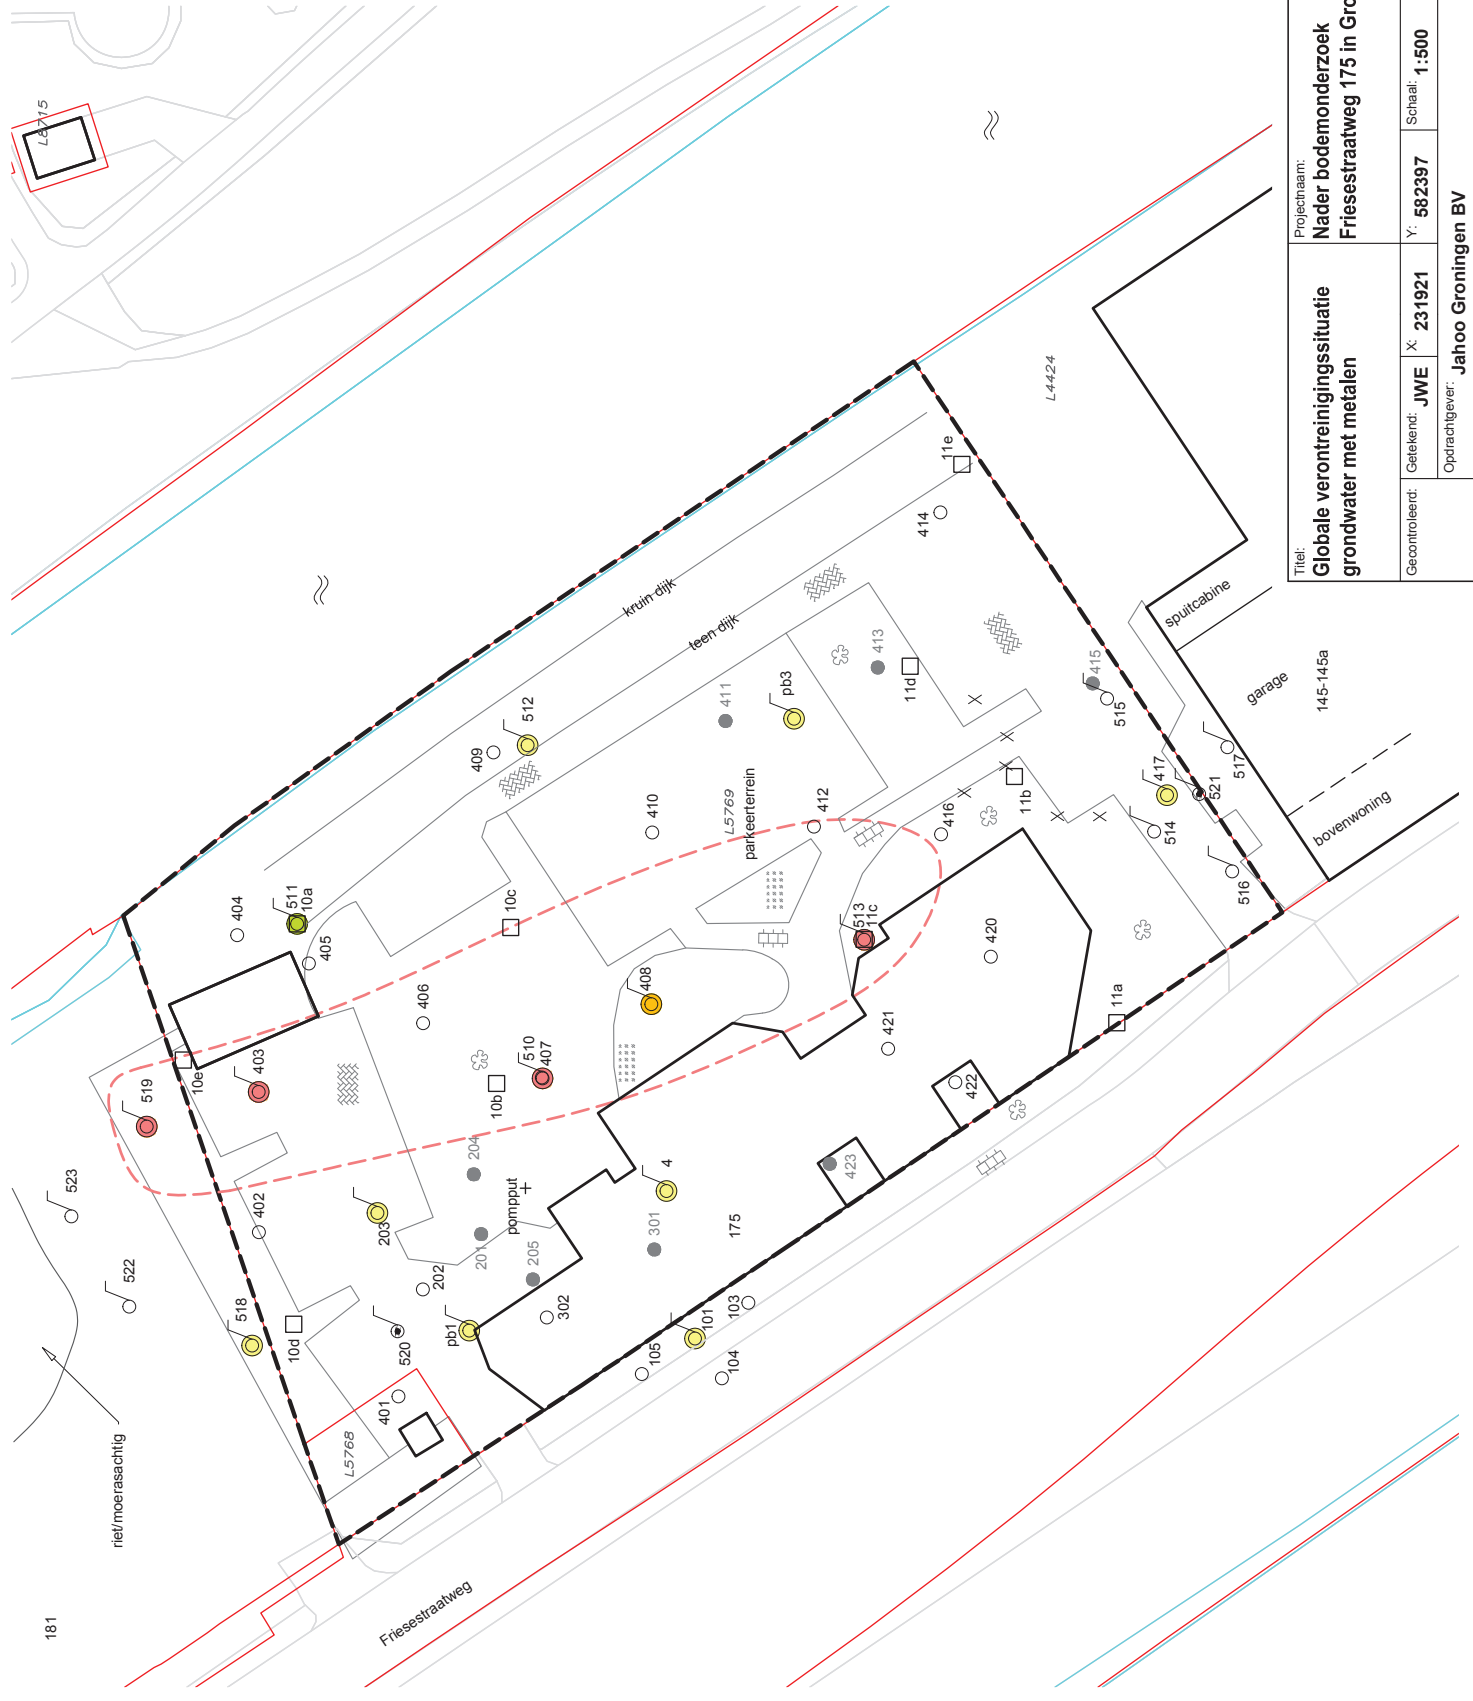 L8715
kruin dijk
teen dijk
L4424
11e
414
413
411
pb3
11d
512
409
415
515
spuitcabine
garage
145-145a
410
L5769
parkeerterrein
412
416
11b
417
521
517
514
516
bovenwoning
404
511
10a
405
10c
406
408
513
11c
420
421
11a
422
423
10e
403
519
510
407
10b
204
4
523
402
203
pompput
201
205
301
175
522
518
10d
202
520
pb1
302
103
101
105
104
401
L5768
riet/moerasachtig
181
Friesestraatweg
Titel:
Globale verontreinigingssituatie
grondwater met metalen
Projectnaam:
Nader bodemonderzoek
Friesestraatweg 175 in Gro
Gecontroleerd:
Getekend: JWE
X: 231921
Y: 582397
Schaal: 1:500
Opdrachtgever: Jahoo Groningen BV